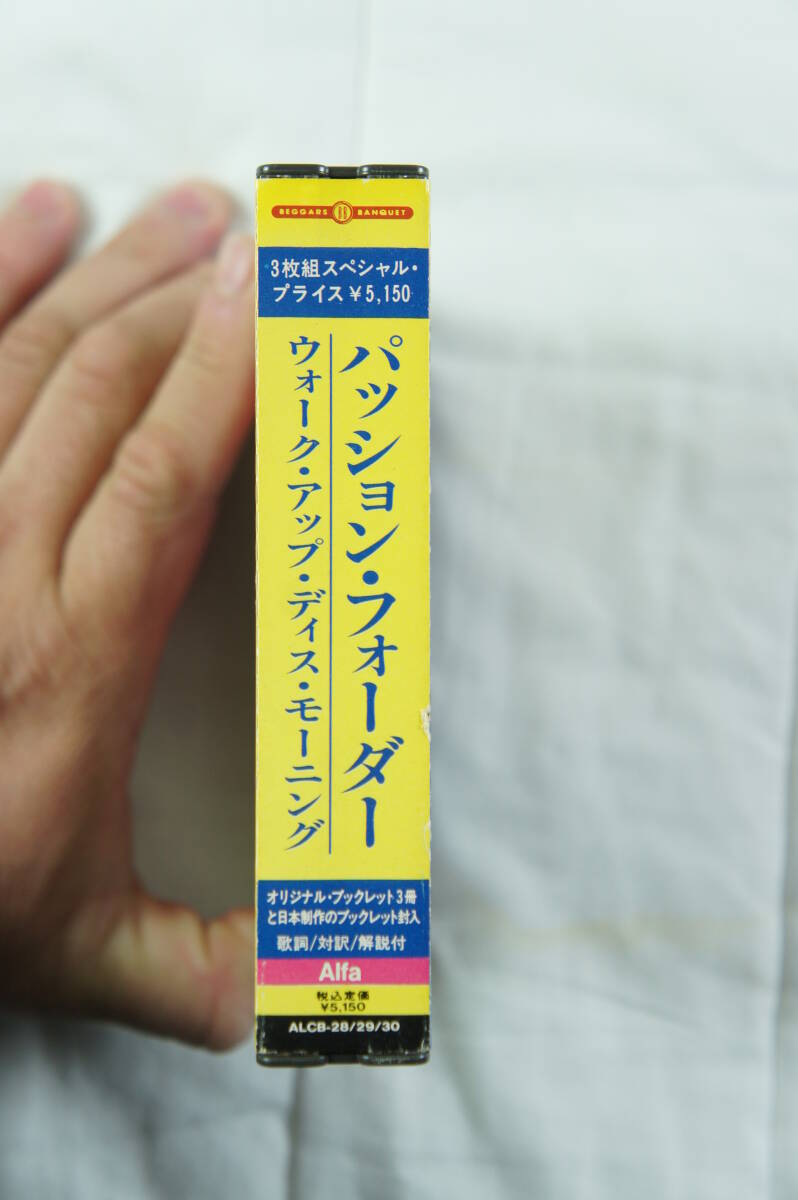 BEGGARS BB BANQUET
3枚組スペシャル・
プライス￥5,150
パッション・フォーダー
ウォーク・アップ・ディス・モーニング
オリジナル・ブックレット3冊
と日本制作のブックレット封入
歌詞/対訳/解説付
Alfa
税込定価
￥5,150
ALCB-28/29/30